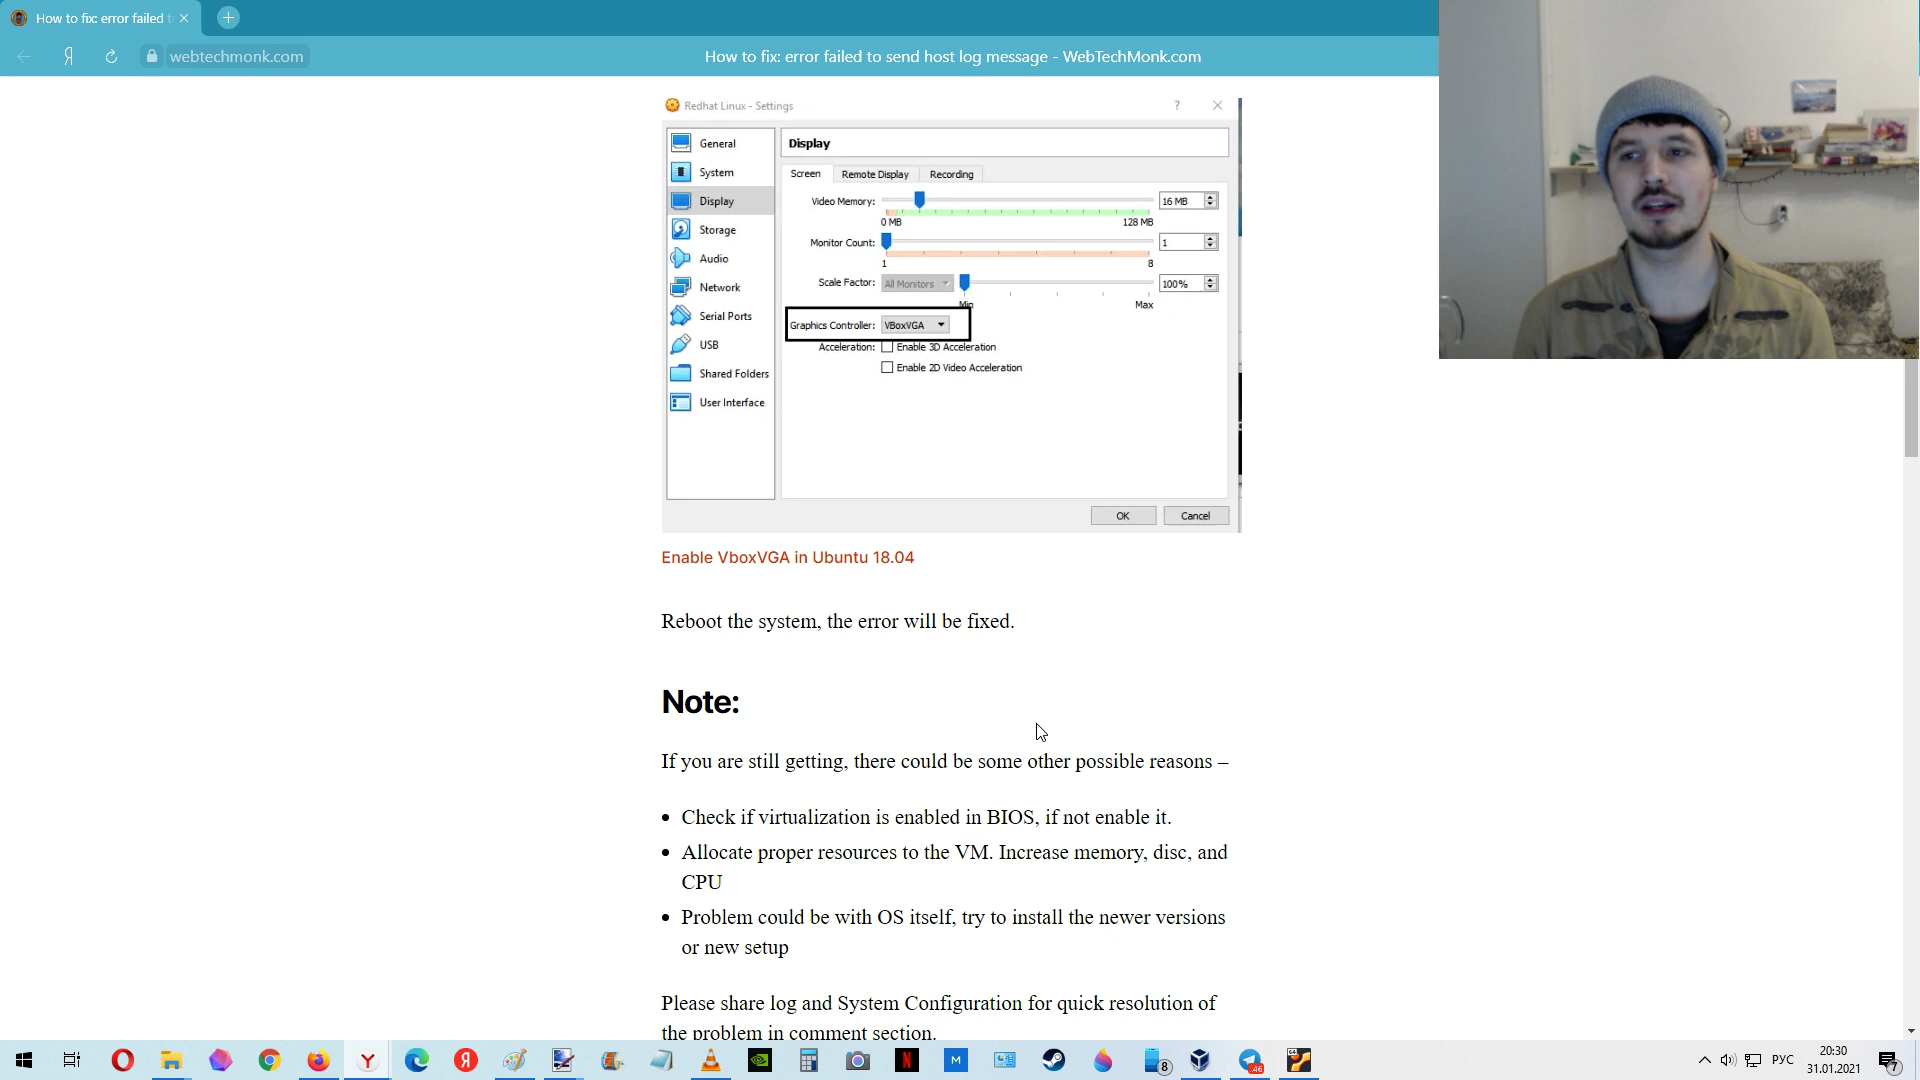 How to fix: error failed t
webtechmonk.com
How to fix: error failed to send host log message - WebTechMonk.com
Redhat Linux - Settings
?
General
System
Display
Storage
Audio
Network
Serial Ports
USB
Shared Folders
User Interface
Display
Screen
Remote Display
Recording
Video Memory:
16 MB
0 MB
128 MB
Monitor Count:
1
1
8
Scale Factor:
All Monitors
100%
Min
Max
Graphics Controller:
VBoxVGA
Acceleration:
Enable 3D Acceleration
Enable 2D Video Acceleration
OK
Cancel
Enable VboxVGA in Ubuntu 18.04
Reboot the system, the error will be fixed.
Note:
If you are still getting, there could be some other possible reasons –
• Check if virtualization is enabled in BIOS, if not enable it.
• Allocate proper resources to the VM. Increase memory, disc, and
CPU
• Problem could be with OS itself, try to install the newer versions
or new setup
Please share log and System Configuration for quick resolution of
the problem in comment section.
РУС
20:30
31.01.2021
7
8
46